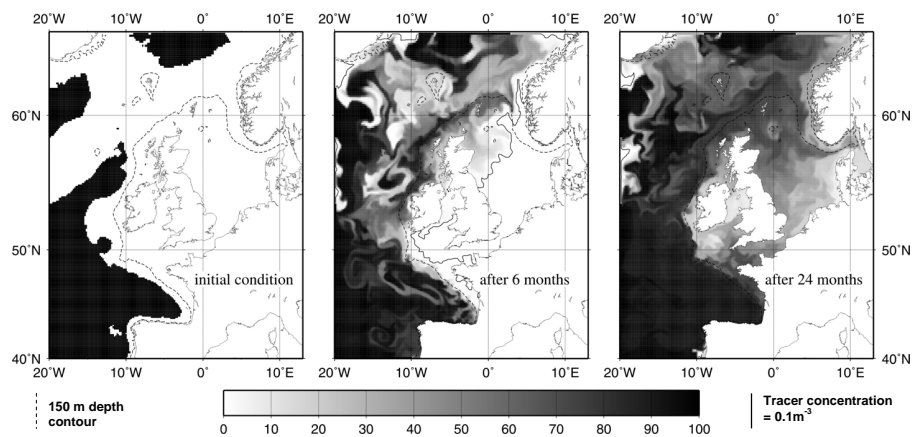 20°W 10°W 0° 10°E 20°W 10°W 0° 10°E 20°W 10°W 0° 10°E
60°N 60°N
50°N 50°N
initial condition after 6 months after 24 months
40°N 40°N
20°W 10°W 0° 10°E 20°W 10°W 0° 10°E 20°W 10°W 0° 10°E
150 m depth
contour
0 10 20 30 40 50 60 70 80 90 100
Tracer concentration
= 0.1m⁻³